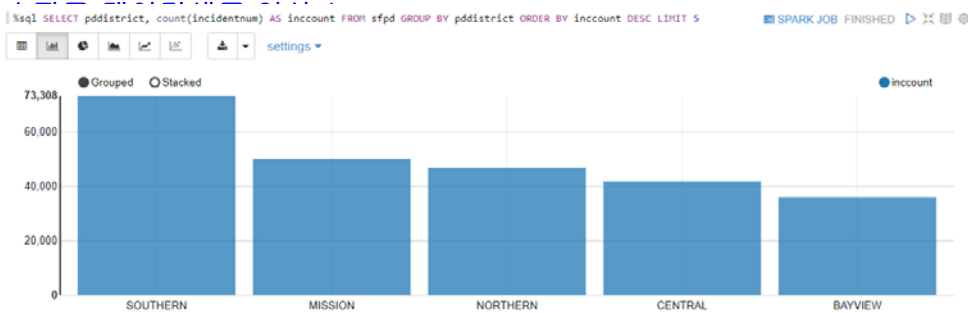 %sql SELECT pddistrict, count(incidentnum) AS inccount FROM sfpd GROUP BY pddistrict ORDER BY inccount DESC LIMIT 5
SPARK JOB FINISHED
settings
Grouped Stacked
inccount
73,308
60,000
40,000
20,000
0
SOUTHERN MISSION NORTHERN CENTRAL BAYVIEW